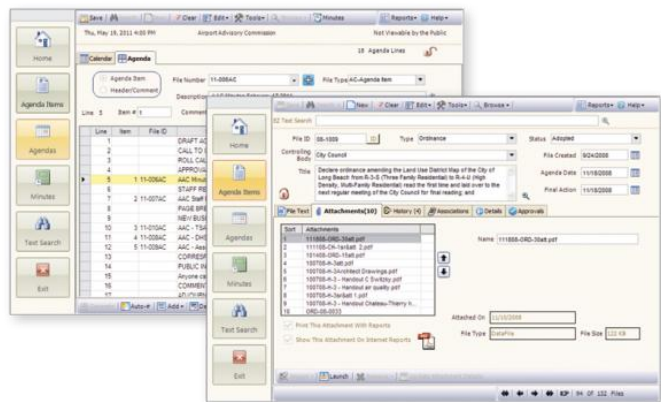 Save
Clear Edit Tools Minutes Reports Help
Thu, May 19, 2011 4:00 PM Airport Advisory Commission Not Viewable by the Public
18 Agenda Lines
Calendar Agenda
Agenda Item
Header/Comment
File Number 11-006AC File Type AC-Agenda Item
Description
Line 5 Item # 1 Comment
Line Item File ID
1 DRAFT AC
2 CALL TO
3 ROLL CAL
4 APPROVA
5 1 11-006AC AAC Minu
6 STAFF RE
7 2 11-007AC AAC Staff
8 PAGE BRE
9 NEW BUS
10 3 11-010AC AAC - TSA
11 4 11-008AC AAC - DHS
12 5 11-009AC AAC - Ass
13 CORRESP
14 PUBLIC IN
15 Anyone ca
16 COMMENT
17 ADJOURN
Auto-# Add
Home
Agenda Items
Agendas
Minutes
Text Search
Exit
New Clear Edit Tools Browse Reports Help
Text Search
File ID 08-1009 Type Ordinance Status Adopted
Controlling Body City Council File Created 9/24/2008
Title Declare ordinance amending the Land Use District Map of the City of
Long Beach from R-3-S (Three Family Residential) to R-4-U (High
Density, Multi-Family Residential) read the first time and laid over to the
next regular meeting of the City Council for final reading; and
Agenda Date 11/18/2008
Final Action 11/18/2008
File Text Attachments(10) History (4) Associations Details Approvals
Sort Attachments
1 111808-ORD-30att.pdf
2
3 101408-ORD-15att.pdf
4 100708-H-3att.pdf
5 100708-H-3Architect Drawings.pdf
6 100708-H-3 - Handout C Switzky.pdf
7 100708-H-3 - Handout air quality.pdf
8
9 100708-H-3 - Handout Chateau-Thierry
10 ORD-08-0033
Name 111808-ORD-30att.pdf
Attached On 11/10/2008
File Type DataFile File Size 122 KB
Print This Attachment With Reports
Show This Attachment On Internet Reports
Launch
94 OF 132 Files
Home
Agenda Items
Agendas
Minutes
Text Search
Exit